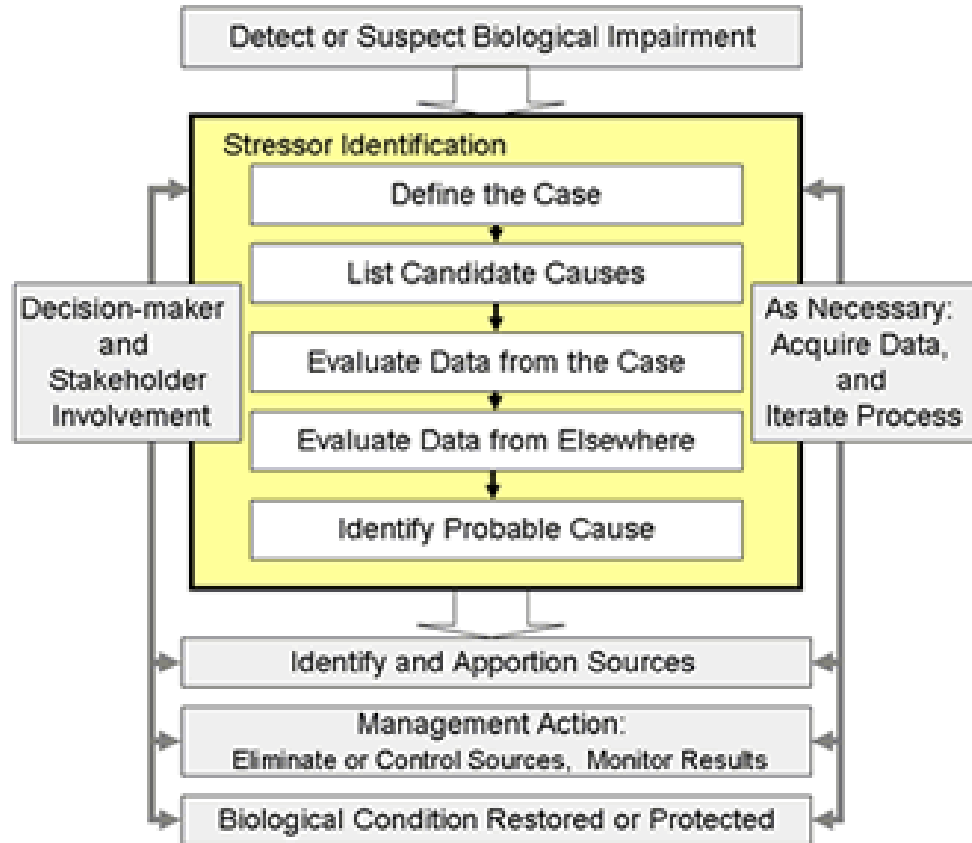 Detect or Suspect Biological Impairment
Stressor Identification
Define the Case
List Candidate Causes
Evaluate Data from the Case
Evaluate Data from Elsewhere
Identify Probable Cause
Decision-maker
and
Stakeholder
Involvement
As Necessary:
Acquire Data,
and
Iterate Process
Identify and Apportion Sources
Management Action:
Eliminate or Control Sources, Monitor Results
Biological Condition Restored or Protected